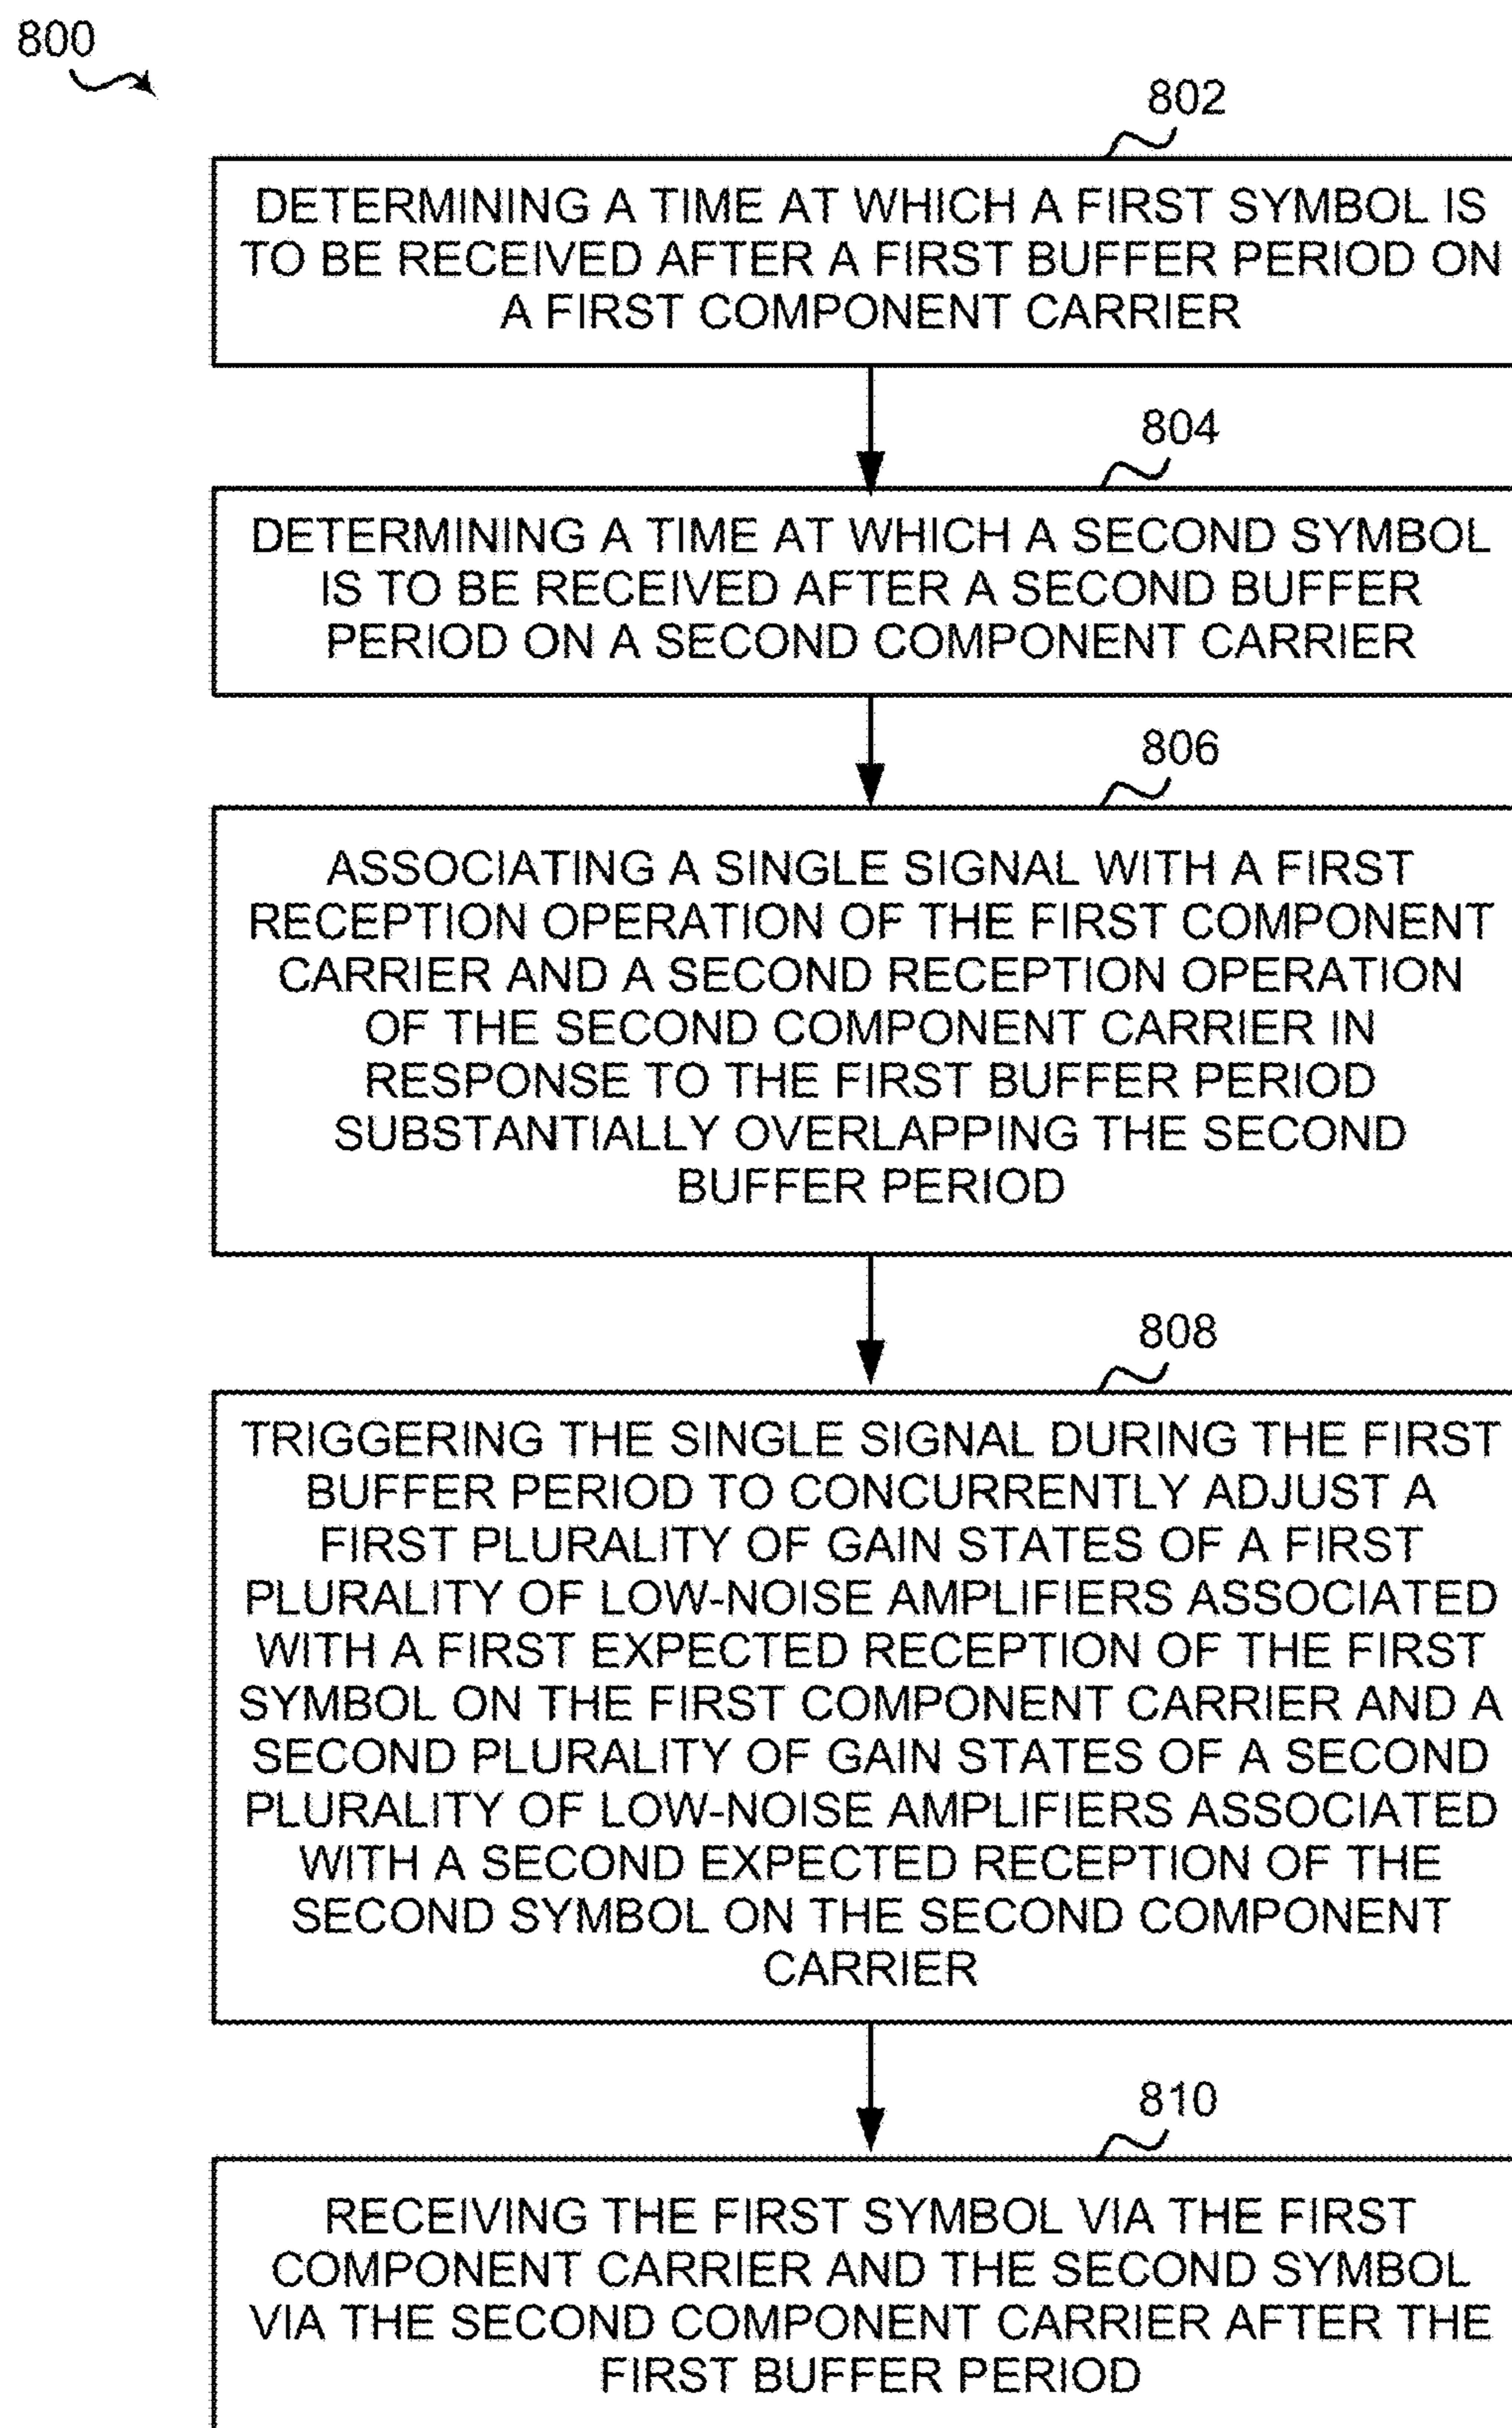 800
802
DETERMINING A TIME AT WHICH A FIRST SYMBOL IS
TO BE RECEIVED AFTER A FIRST BUFFER PERIOD ON
A FIRST COMPONENT CARRIER
804
DETERMINING A TIME AT WHICH A SECOND SYMBOL
IS TO BE RECEIVED AFTER A SECOND BUFFER
PERIOD ON A SECOND COMPONENT CARRIER
806
ASSOCIATING A SINGLE SIGNAL WITH A FIRST
RECEPTION OPERATION OF THE FIRST COMPONENT
CARRIER AND A SECOND RECEPTION OPERATION
OF THE SECOND COMPONENT CARRIER IN
RESPONSE TO THE FIRST BUFFER PERIOD
SUBSTANTIALLY OVERLAPPING THE SECOND
BUFFER PERIOD
808
TRIGGERING THE SINGLE SIGNAL DURING THE FIRST
BUFFER PERIOD TO CONCURRENTLY ADJUST A
FIRST PLURALITY OF GAIN STATES OF A FIRST
PLURALITY OF LOW-NOISE AMPLIFIERS ASSOCIATED
WITH A FIRST EXPECTED RECEPTION OF THE FIRST
SYMBOL ON THE FIRST COMPONENT CARRIER AND A
SECOND PLURALITY OF GAIN STATES OF A SECOND
PLURALITY OF LOW-NOISE AMPLIFIERS ASSOCIATED
WITH A SECOND EXPECTED RECEPTION OF THE
SECOND SYMBOL ON THE SECOND COMPONENT
CARRIER
810
RECEIVING THE FIRST SYMBOL VIA THE FIRST
COMPONENT CARRIER AND THE SECOND SYMBOL
VIA THE SECOND COMPONENT CARRIER AFTER THE
FIRST BUFFER PERIOD